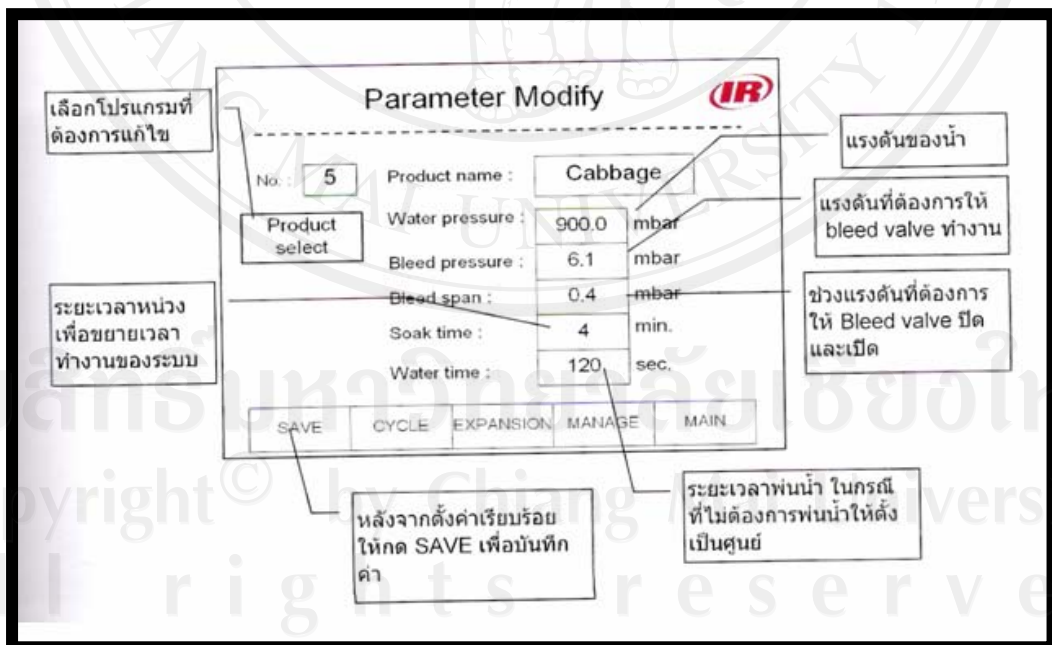 Parameter Modify
IR
เลือกโปรแกรมที่
ต้องการแก้ไข
No. : 5
Product name : Cabbage
Product
select
Water pressure : 900.0 mbar
Bleed pressure : 6.1 mbar
Bleed span : 0.4 mbar
Soak time : 4 min.
Water time : 120 sec.
SAVE CYCLE EXPANSION MANAGE MAIN
แรงดันของน้ำ
แรงดันที่ต้องการให้
bleed valve ทำงาน
ช่วงแรงดันที่ต้องการ
ให้ Bleed valve ปิด
และเปิด
ระยะเวลาหน่วง
เพื่อขยายเวลา
ทำงานของระบบ
หลังจากตั้งค่าเรียบร้อย
ให้กด SAVE เพื่อบันทึก
ค่า
ระยะเวลาพ่นน้ำ ในกรณี
ที่ไม่ต้องการพ่นน้ำให้ตั้ง
เป็นศูนย์
ANG MAI UNIVERSITY
by Chiang
rights reserve